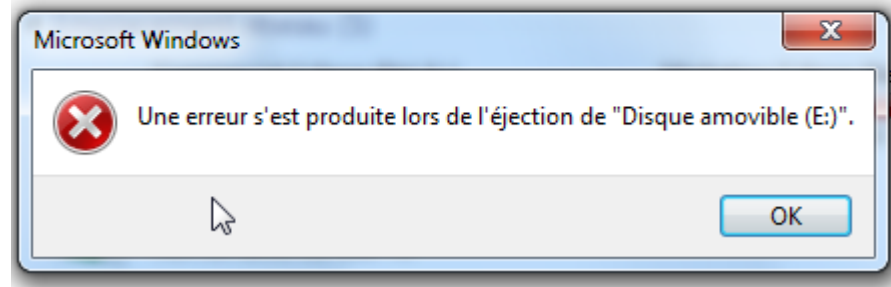 Microsoft Windows
Une erreur s'est produite lors de l'éjection de "Disque amovible (E:)".
OK